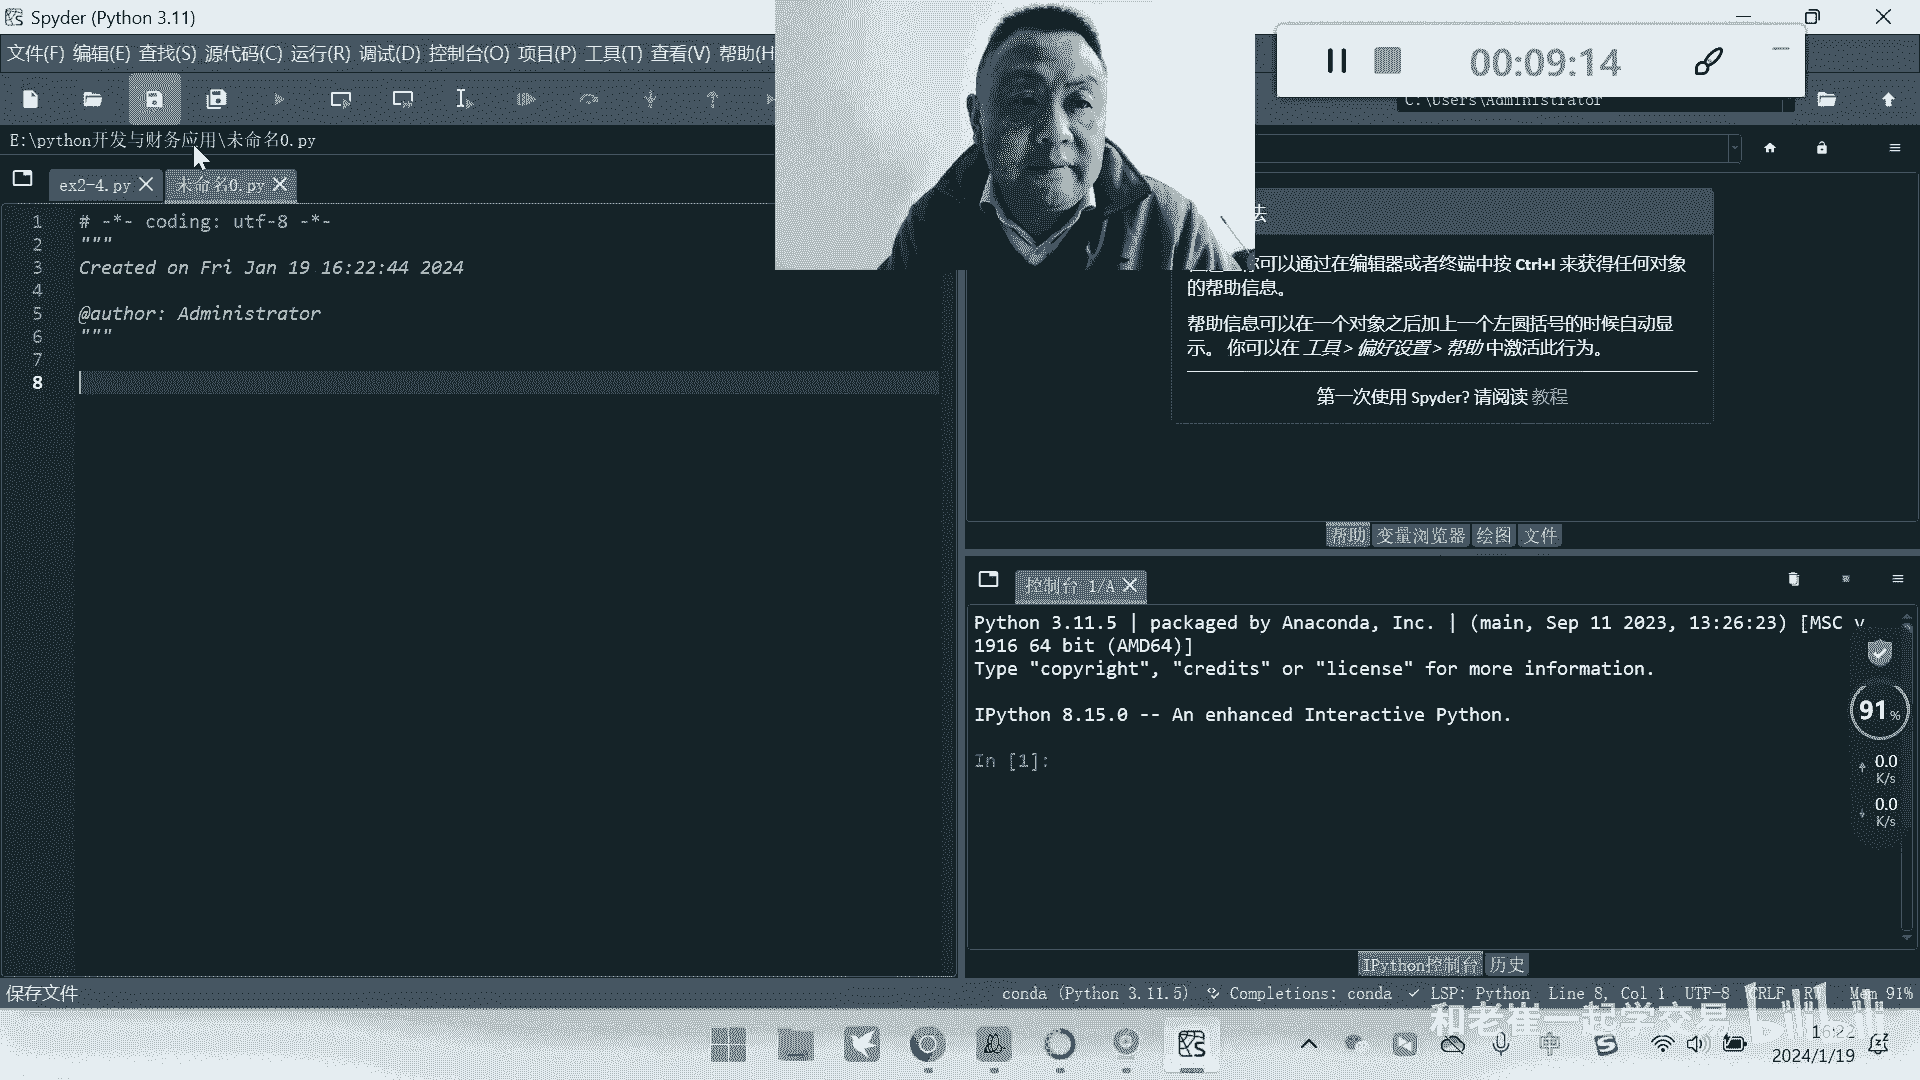 Spyder (Python 3.11)
文件(F) 编辑(E) 查找(S) 源代码(C) 运行(R) 调试(D) 控制台(O) 项目(P) 工具(T) 查看(V) 帮助(H
00:09:14
C:\Users\Administrator
E:\python开发与财务应用\未命名0.py
ex2-4.py
未命名0.py
1 # -*- coding: utf-8 -*-
2 """
3 Created on Fri Jan 19 16:22:44 2024
4
5 @author: Administrator
6 """
7
8
法
你可以通过在编辑器或者终端中按 Ctrl+I 来获得任何对象
的帮助信息。
帮助信息可以在一个对象之后加上一个左圆括号的时候自动显
示。 你可以在 工具 > 偏好设置 > 帮助 中激活此行为。
第一次使用 Spyder? 请阅读 教程
帮助 变量浏览器 绘图 文件
控制台 1/A
Python 3.11.5 | packaged by Anaconda, Inc. | (main, Sep 11 2023, 13:26:23) [MSC v
1916 64 bit (AMD64)]
Type "copyright", "credits" or "license" for more information.
IPython 8.15.0 -- An enhanced Interactive Python.
In [1]:
91%
0.0
K/s
0.0
K/s
IPython控制台 历史
保存文件
conda (Python 3.11.5) Completions: conda LSP: Python Line 8, Col 1 UTF-8 CRLF RW Mem 91%
和老崔一起学交易 bilibili
中
16:22
2024/1/19